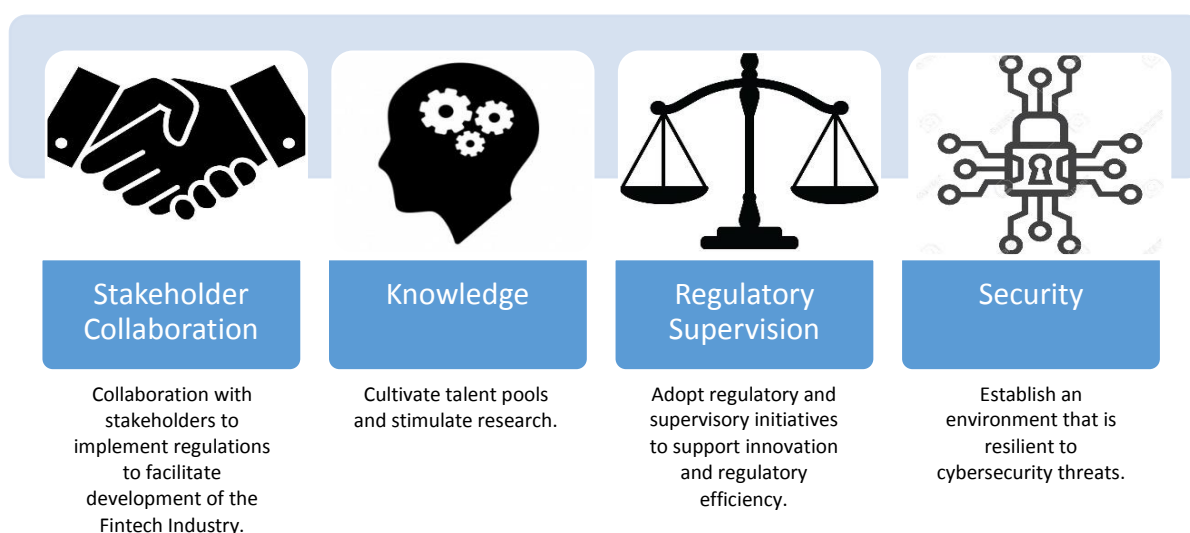 Stakeholder
Collaboration
Collaboration with
stakeholders to
implement regulations
to facilitate
development of the
Fintech Industry.
Knowledge
Cultivate talent pools
and stimulate research.
Regulatory
Supervision
Adopt regulatory and
supervisory initiatives
to support innovation
and regulatory
efficiency.
Security
Establish an
environment that is
resilient to
cybersecurity threats.